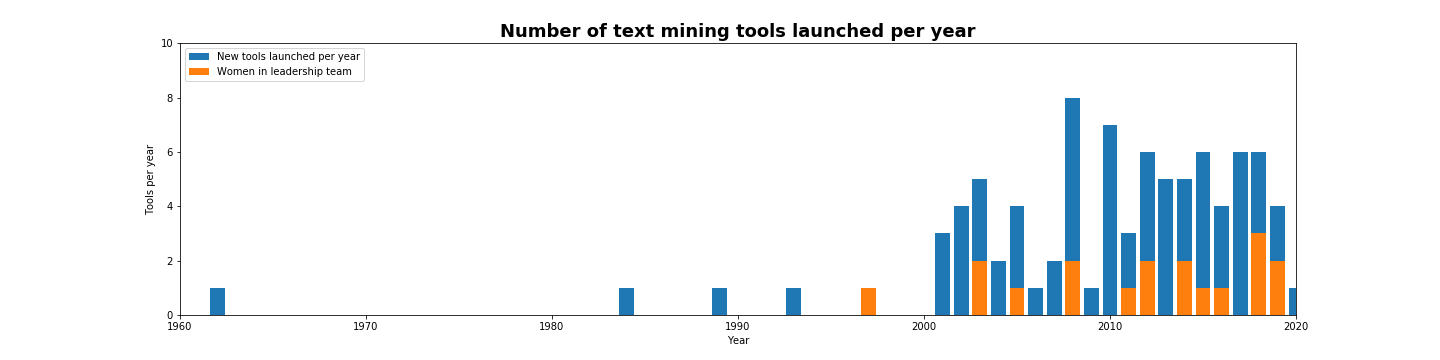 Number of text mining tools launched per year
New tools launched per year
Women in leadership team
10
8
6
4
2
0
Tools per year
1960 1970 1980 1990 2000 2010 2020
Year